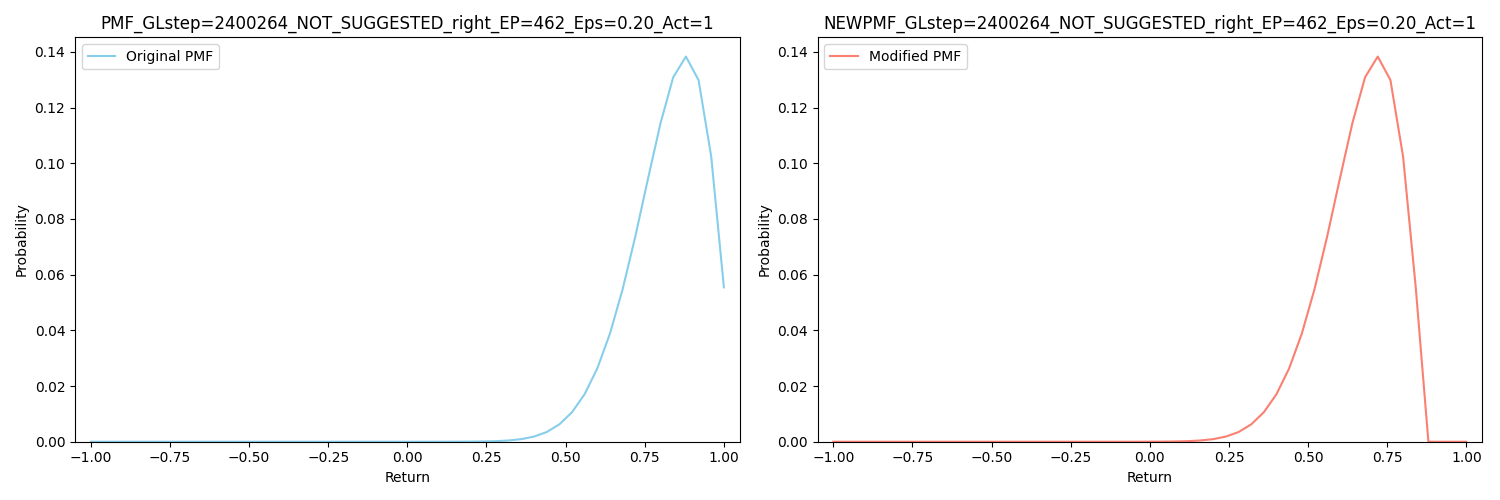 PMF_GLstep=2400264_NOT_SUGGESTED_right_EP=462_Eps=0.20_Act=1
Original PMF
Probability
0.14
0.12
0.10
0.08
0.06
0.04
0.02
0.00
−1.00 −0.75 −0.50 −0.25 0.00 0.25 0.50 0.75 1.00
Return
NEWPMF_GLstep=2400264_NOT_SUGGESTED_right_EP=462_Eps=0.20_Act=1
Modified PMF
Probability
0.14
0.12
0.10
0.08
0.06
0.04
0.02
0.00
−1.00 −0.75 −0.50 −0.25 0.00 0.25 0.50 0.75 1.00
Return